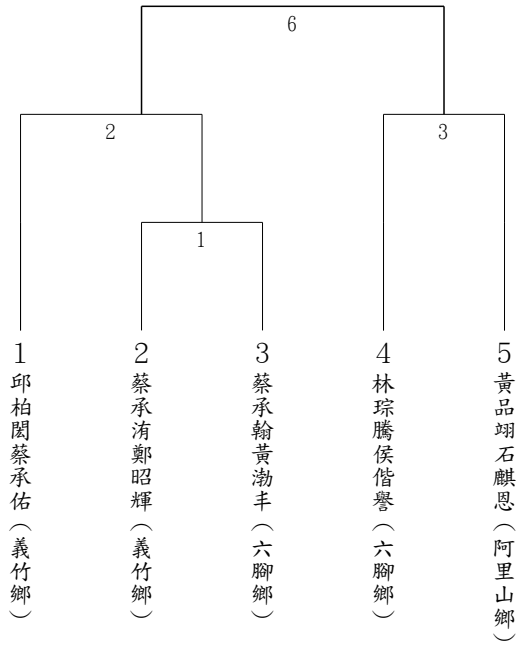 6
2
3
1
1 邱柏閎蔡承佑(義竹鄉)
2 蔡承洧鄭昭輝(義竹鄉)
3 蔡承翰黃渤丰(六腳鄉)
4 林琮騰侯偕譽(六腳鄉)
5 黃品翊石麒恩(阿里山鄉)